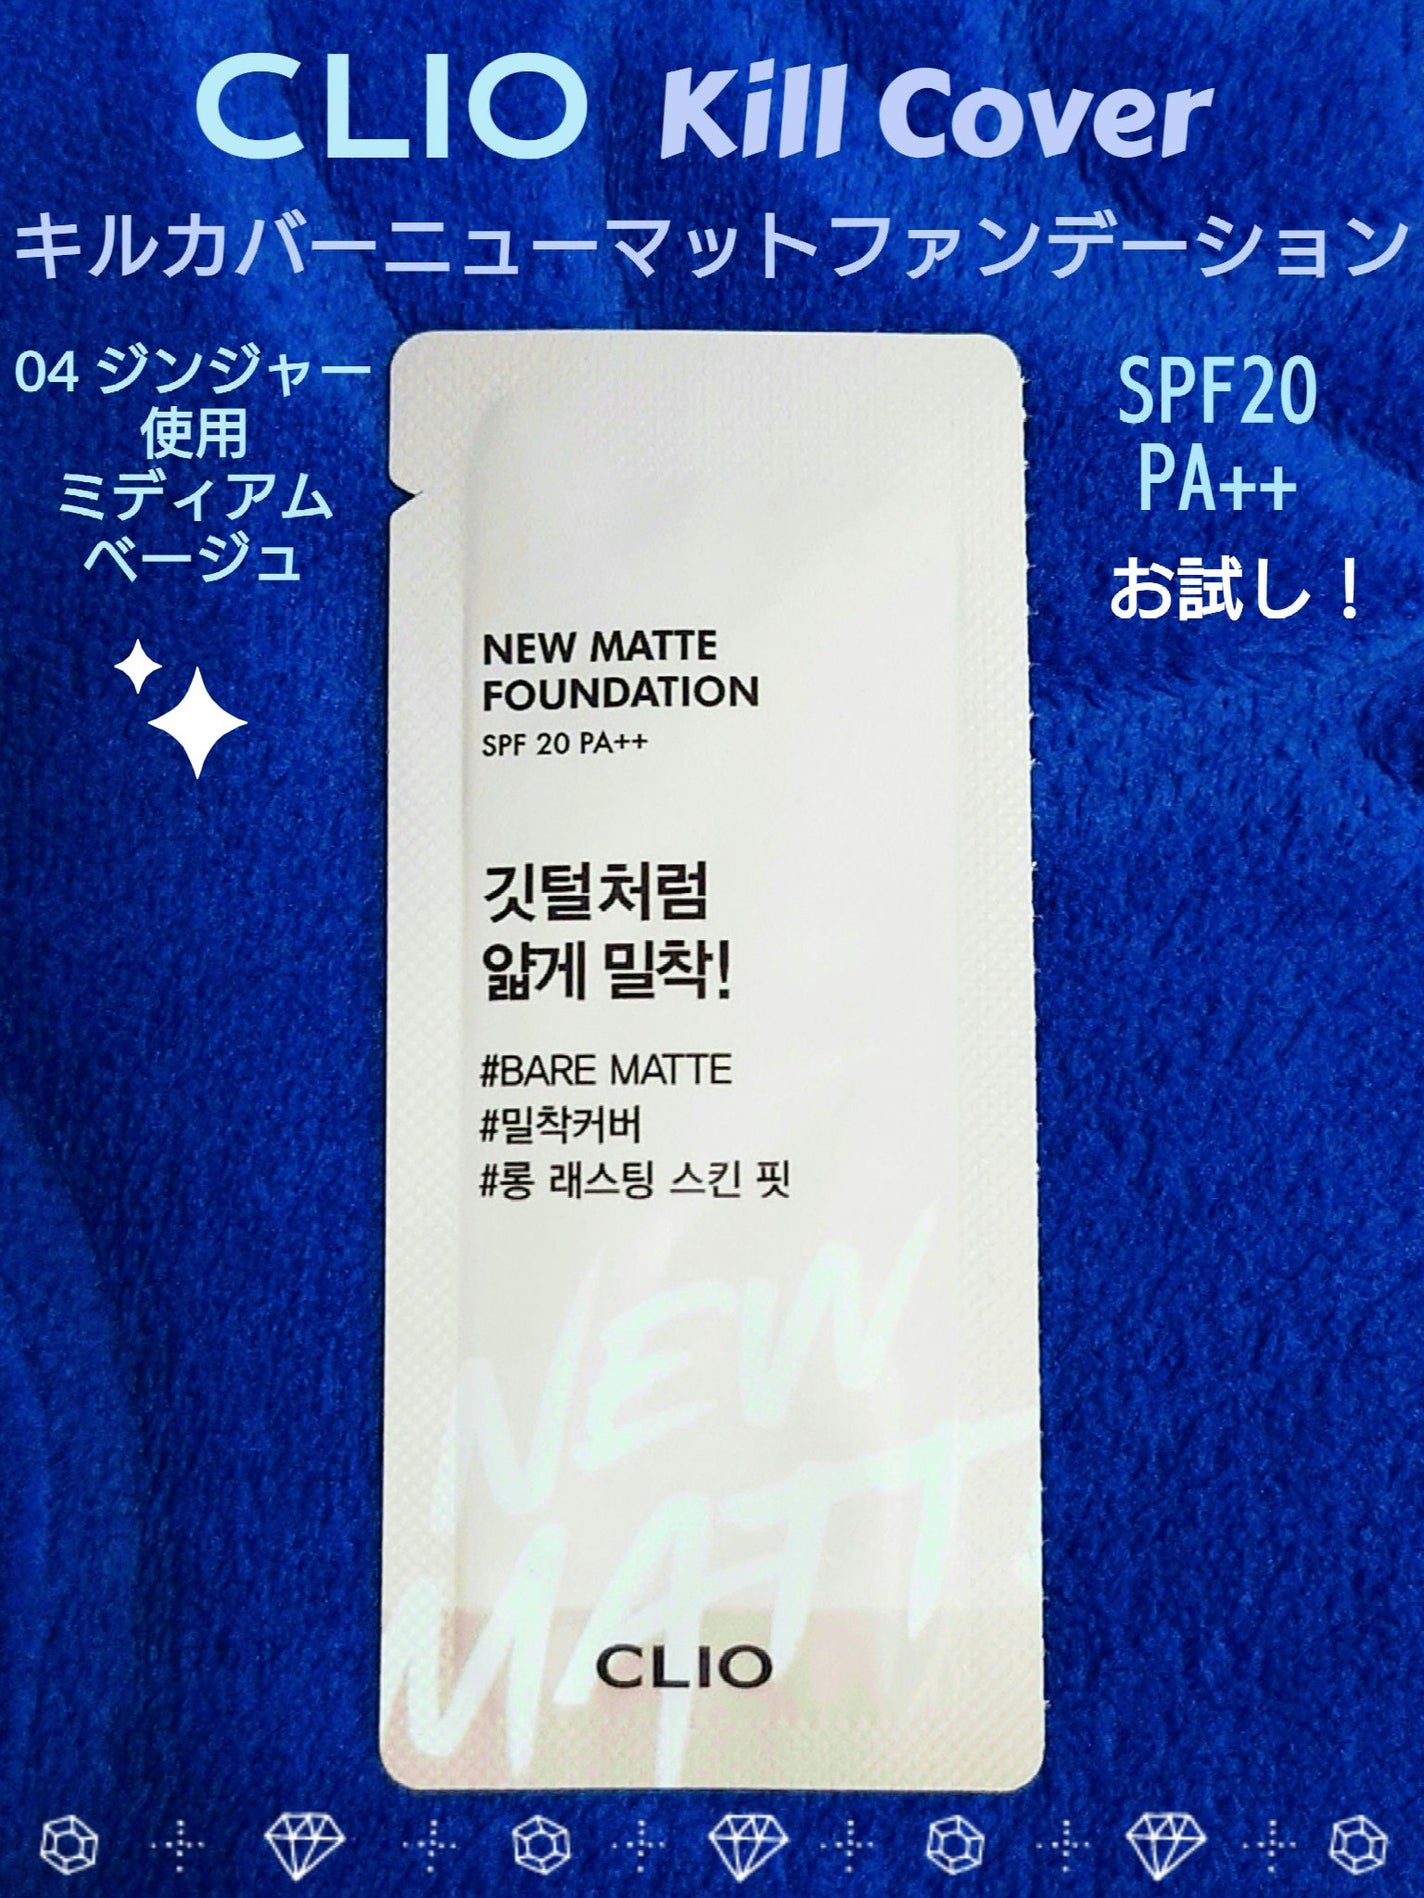 CLIO Kill Cover
キルカバーニューマットファンデーション
04 ジンジャー
使用
ミディアム
ベージュ
SPF20
PA++
お試し！
NEW MATTE
FOUNDATION
SPF 20 PA++
깃털처럼
얇게 밀착!
#BARE MATTE
#밀착커버
#롱 래스팅 스킨 핏
NEW
MATT
CLIO